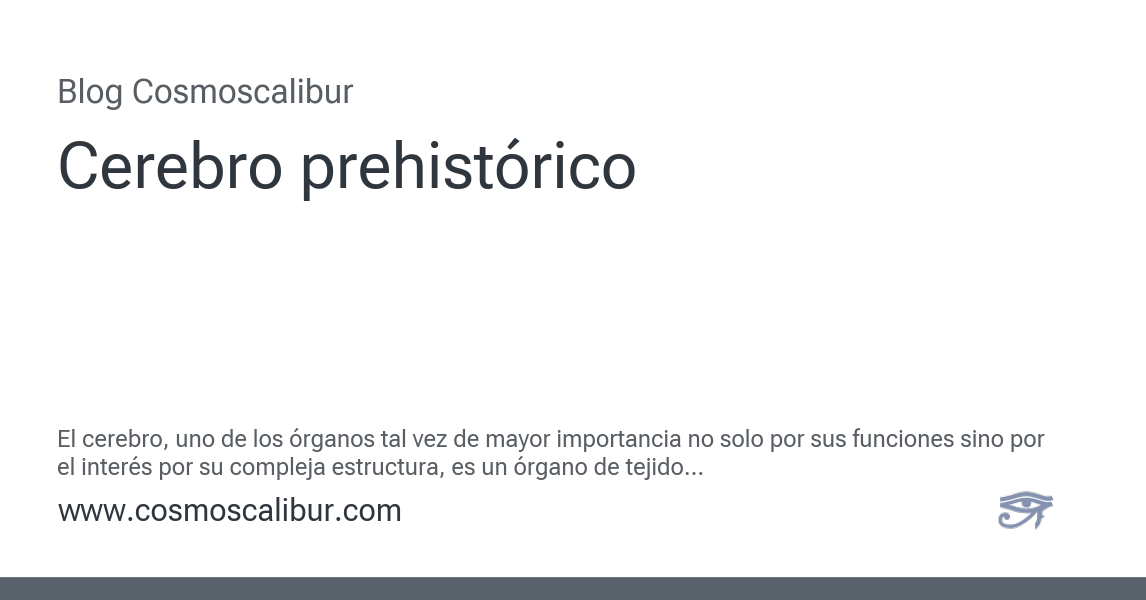 Blog Cosmoscalibur
Cerebro prehistórico
El cerebro, uno de los órganos tal vez de mayor importancia no solo por sus funciones sino por
el interés por su compleja estructura, es un órgano de tejido...
www.cosmoscalibur.com